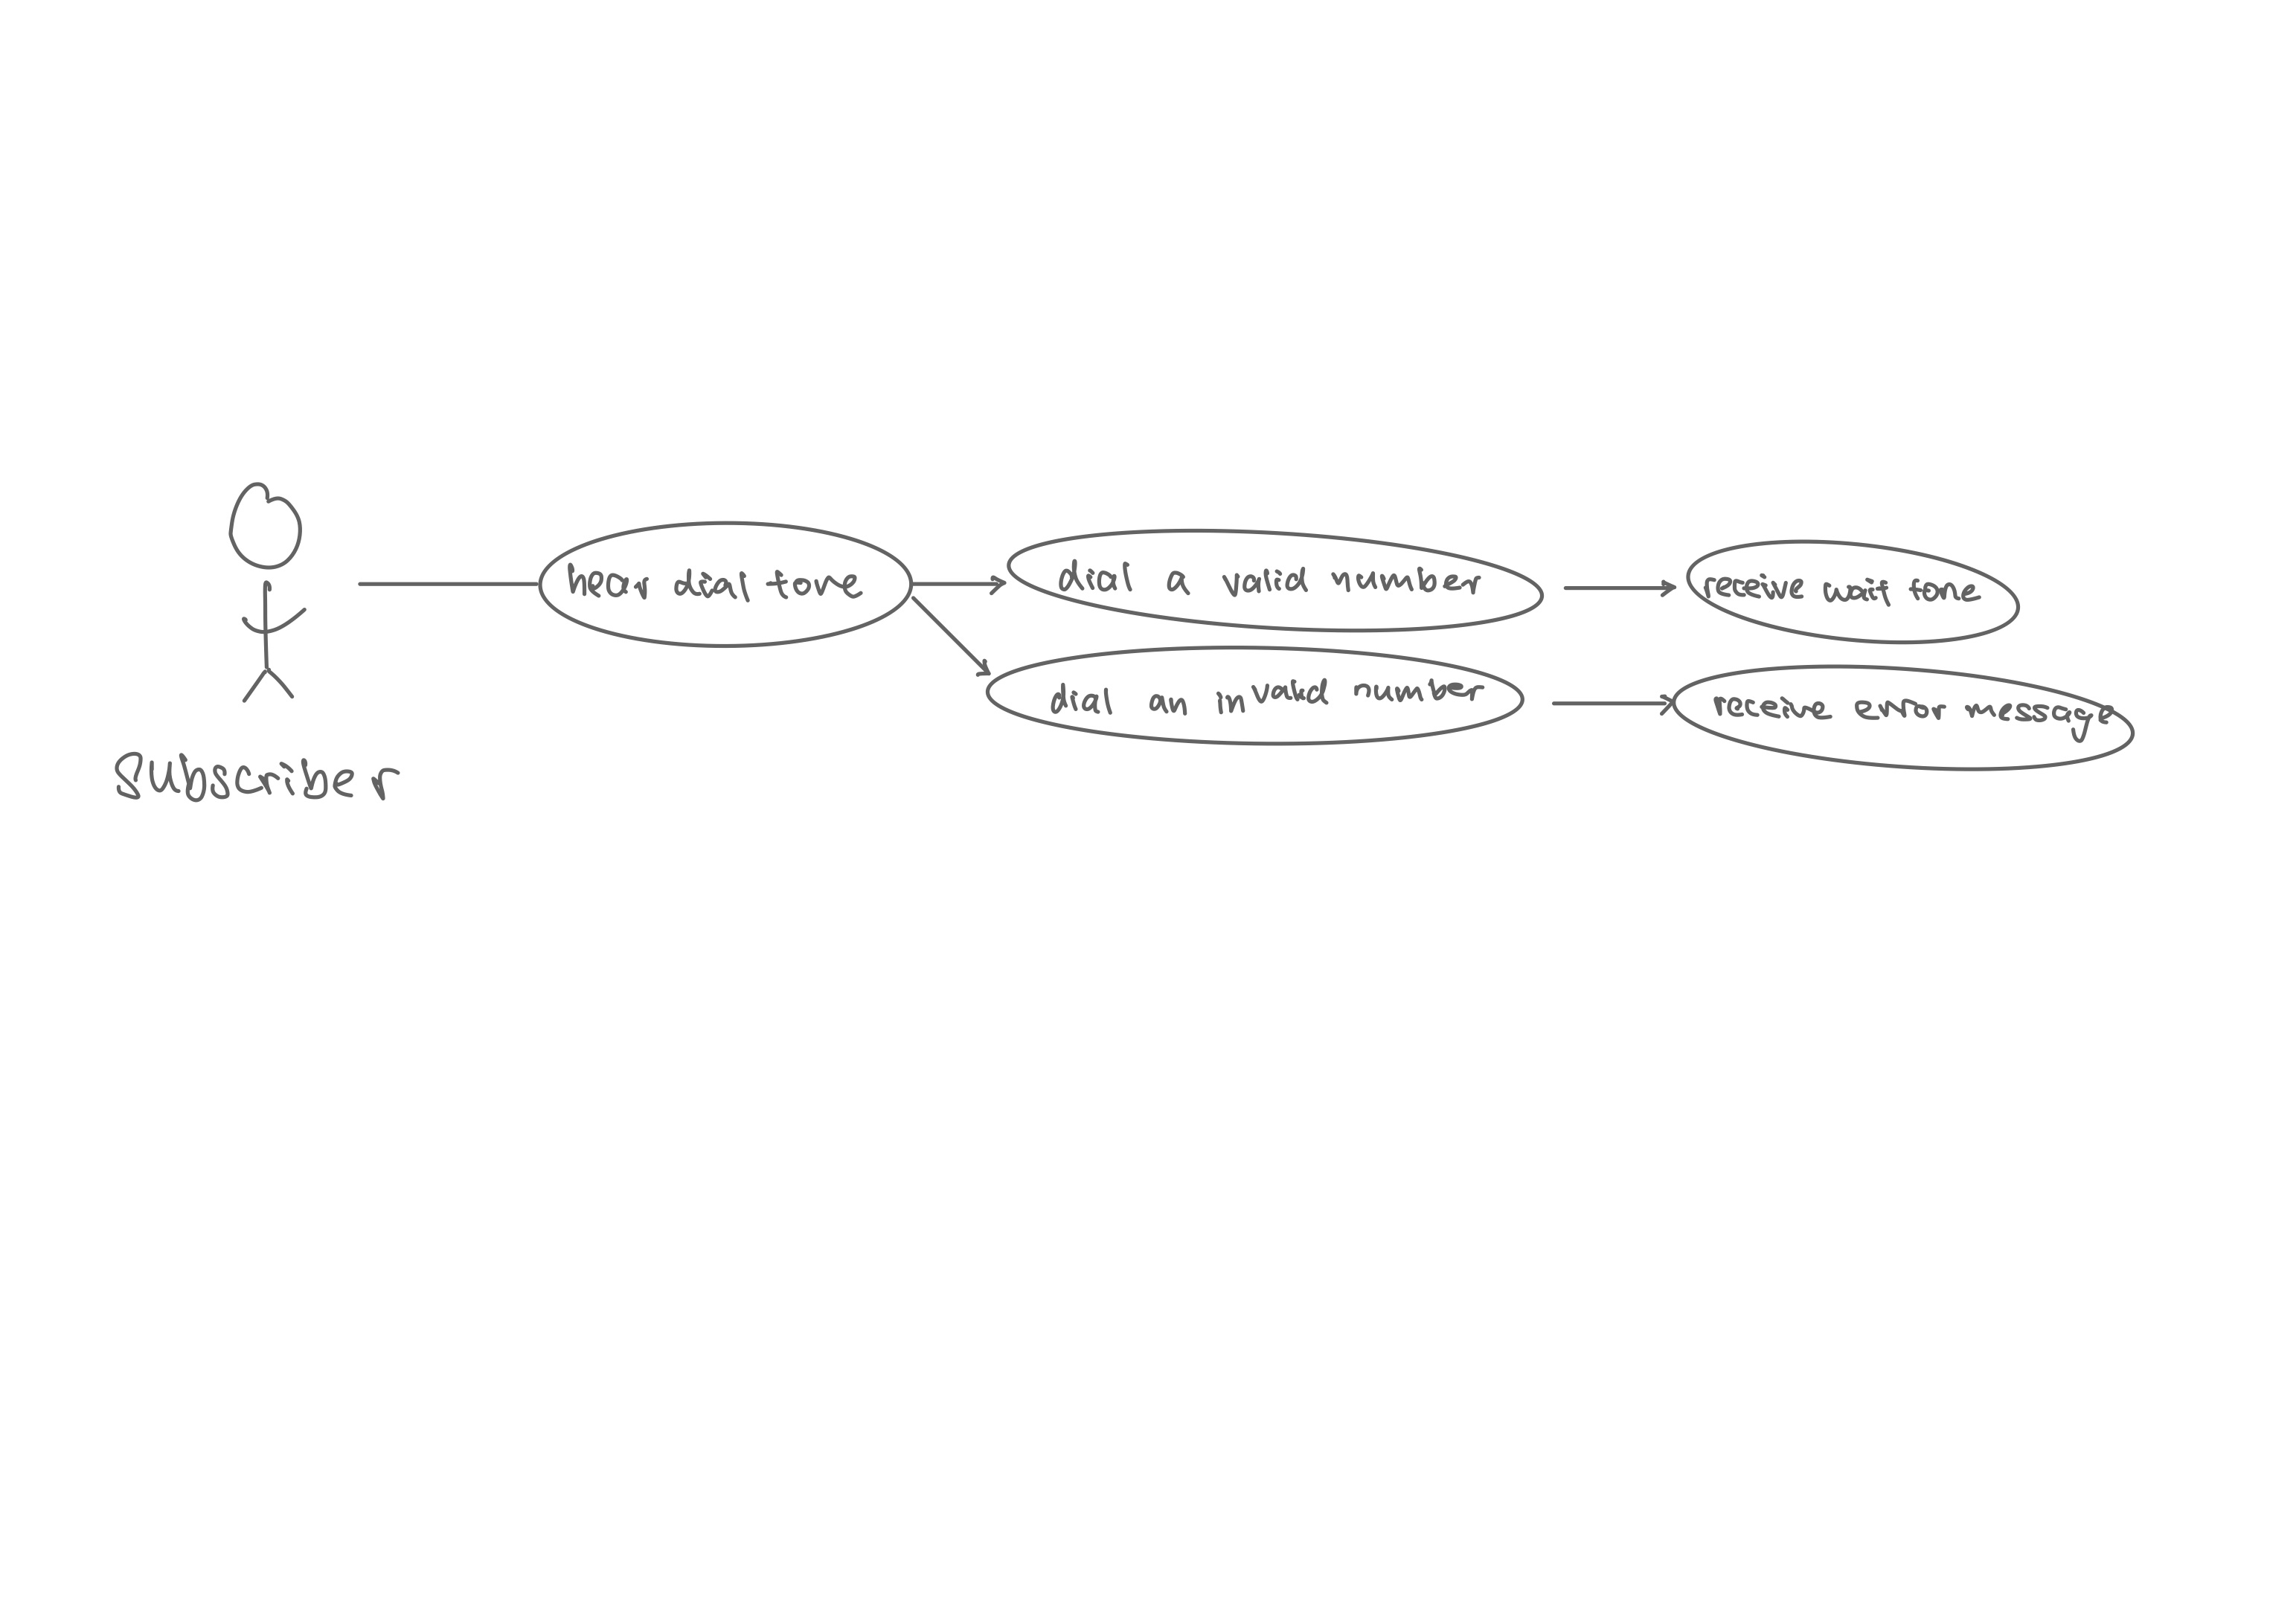 hear dial tone
dial a valid number
receive wait tone
dial an invalid number
receive error message
Subscriber